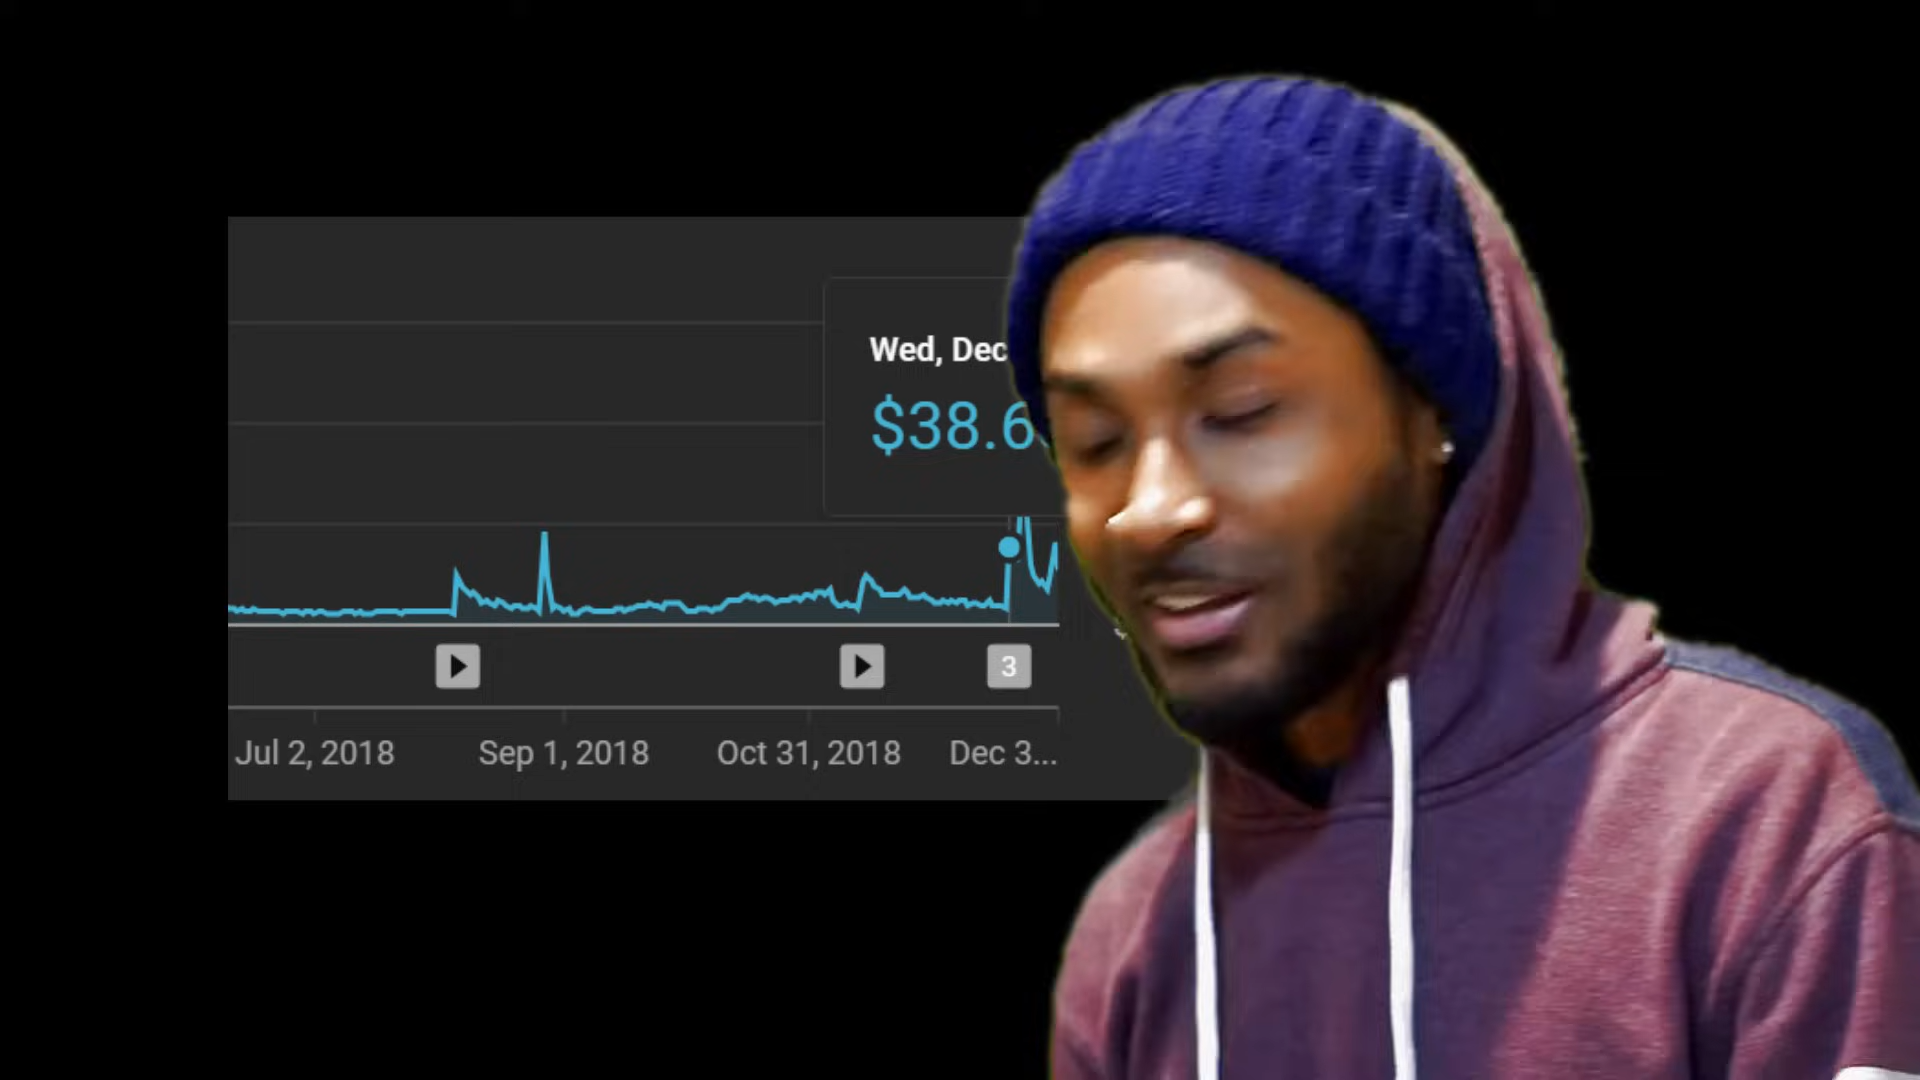 Wed, Dec
$38.6
3
Jul 2, 2018 Sep 1, 2018 Oct 31, 2018 Dec 3...